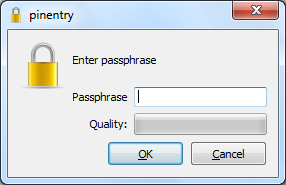 pinentry
Enter passphrase
Passphrase
Quality:
OK
Cancel